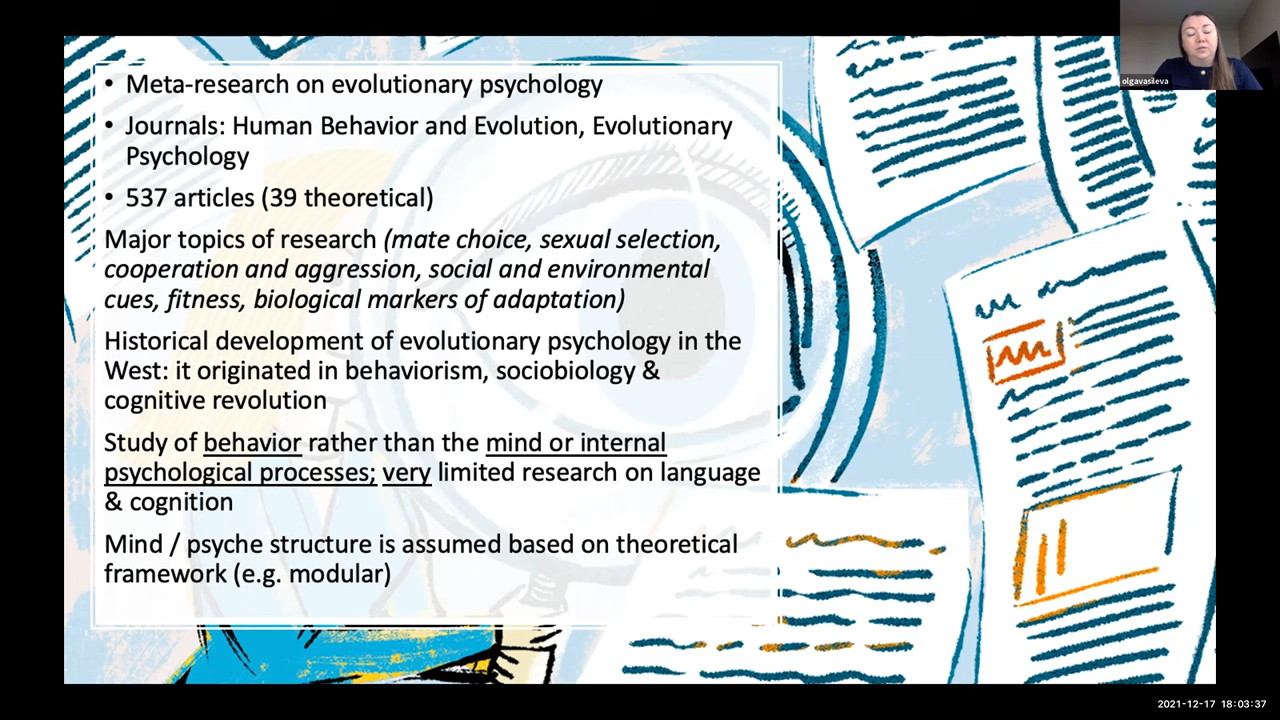 olgavasileva
• Meta-research on evolutionary psychology
• Journals: Human Behavior and Evolution, Evolutionary
Psychology
• 537 articles (39 theoretical)
Major topics of research (mate choice, sexual selection,
cooperation and aggression, social and environmental
cues, fitness, biological markers of adaptation)
Historical development of evolutionary psychology in the
West: it originated in behaviorism, sociobiology &
cognitive revolution
Study of behavior rather than the mind or internal
psychological processes; very limited research on language
& cognition
Mind / psyche structure is assumed based on theoretical
framework (e.g. modular)
2021-12-17 18:03:37